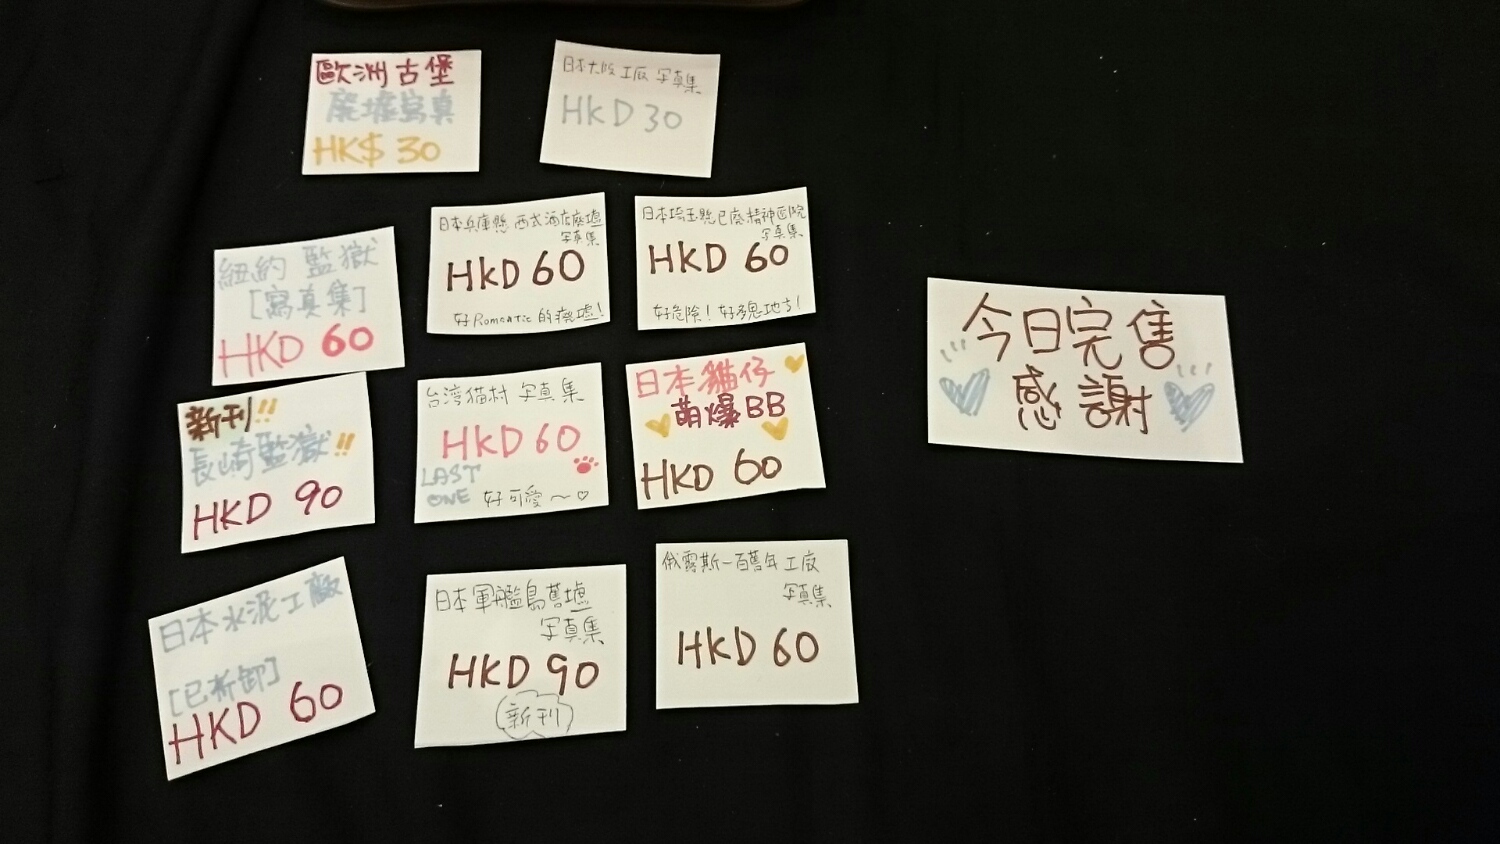 歐洲古堡
廢墟寫真
HK$ 30
日本大阪工廠 写真集
HKD 30
紐約 監獄
[寫真集]
HKD 60
日本兵庫縣 西式酒店廢墟
写真集
HKD 60
好Romantic的廢墟!
日本埼玉縣已廢精神医院
写真集
HKD 60
好危險！好多鬼地方！
新刊!!
長崎監獄!!
HKD 90
台湾猫村 写真集
HKD 60
LAST
ONE 好可愛～♡
日本貓仔
萌爆BB
HKD 60
日本水泥工廠
[已拆卸]
HKD 60
日本軍艦島舊墟
写真集
HKD 90
新刊
俄羅斯一百舊年工廠
写真集
HKD 60
今日完售
感謝